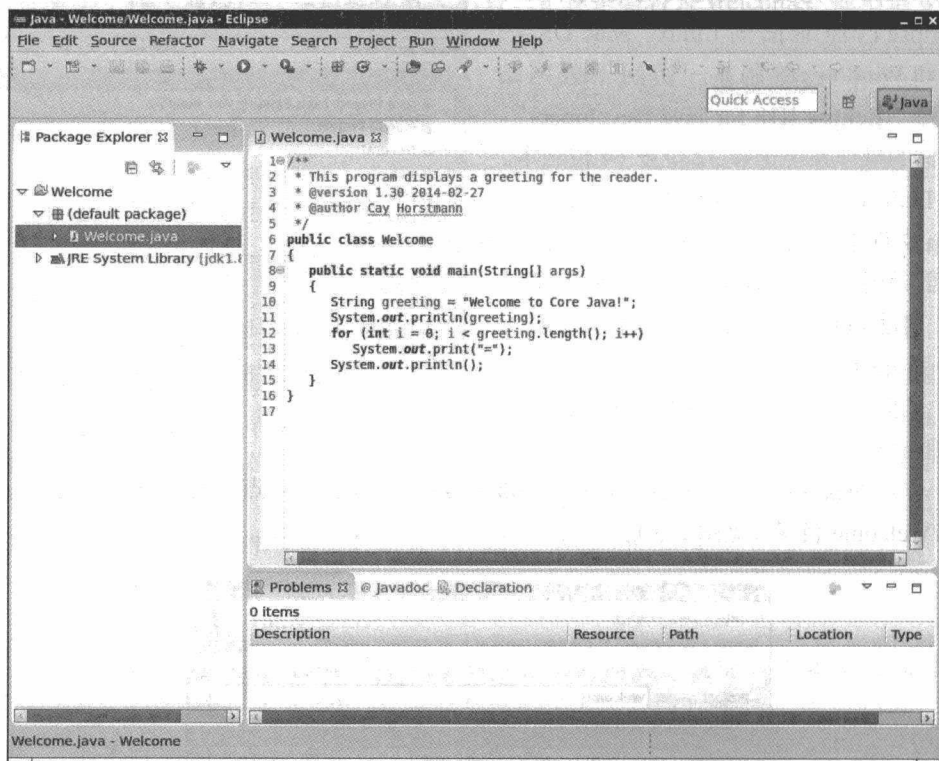 Java - Welcome/Welcome.java - Eclipse
File Edit Source Refactor Navigate Search Project Run Window Help
Quick Access
Java
Package Explorer
Welcome
(default package)
Welcome.java
JRE System Library [jdk1.8
Welcome.java
1 /**
2 * This program displays a greeting for the reader.
3 * @version 1.30 2014-02-27
4 * @author Cay Horstmann
5 */
6 public class Welcome
7 {
8 public static void main(String[] args)
9 {
10 String greeting = "Welcome to Core Java!";
11 System.out.println(greeting);
12 for (int i = 0; i < greeting.length(); i++)
13 System.out.print("=");
14 System.out.println();
15 }
16 }
17
Problems @ Javadoc Declaration
0 items
Description Resource Path Location Type
Welcome.java - Welcome